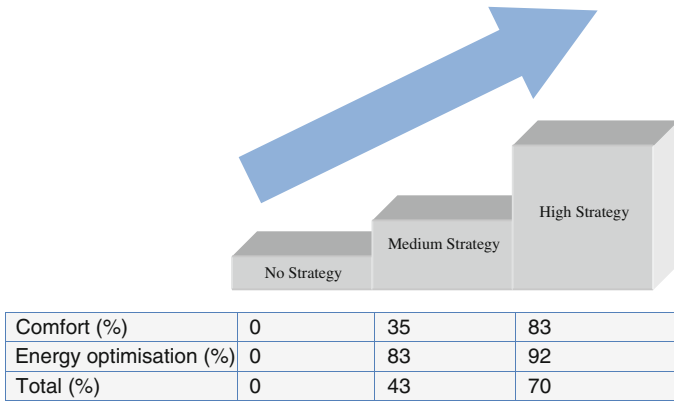 High Strategy
Medium Strategy
No Strategy
Comfort (%) 0 35 83
Energy optimisation (%) 0 83 92
Total (%) 0 43 70